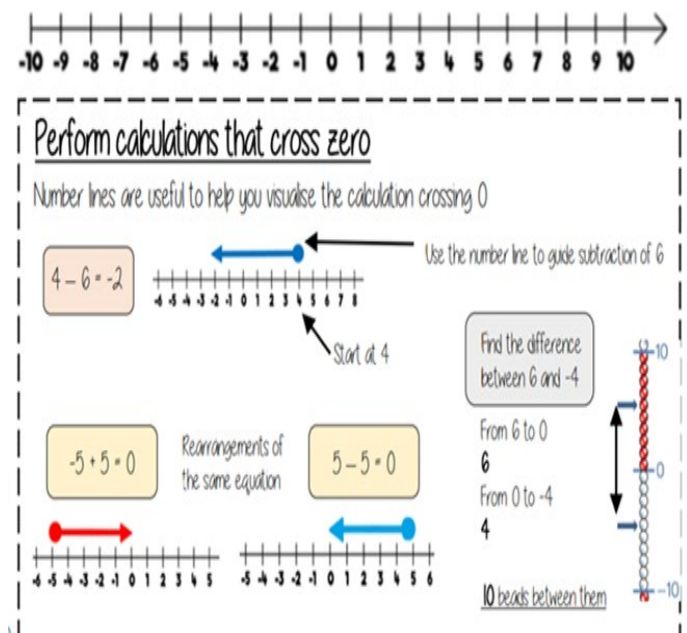 -10 -9 -8 -7 -6 -5 -4 -3 -2 -1 0 1 2 3 4 5 6 7 8 9 10
Perform calculations that cross zero
Number lines are useful to help you visualise the calculation crossing 0
4 – 6 = -2
-6 -5 -4 -3 -2 -1 0 1 2 3 4 5 6 7 8
Use the number line to guide subtraction of 6
Start at 4
Find the difference
between 6 and -4
From 6 to 0
6
From 0 to -4
4
10 beads between them
10
0
-10
-5 + 5 = 0
Rearrangements of
the same equation
5 – 5 = 0
-6 -5 -4 -3 -2 -1 0 1 2 3 4 5
-5 -4 -3 -2 -1 0 1 2 3 4 5 6